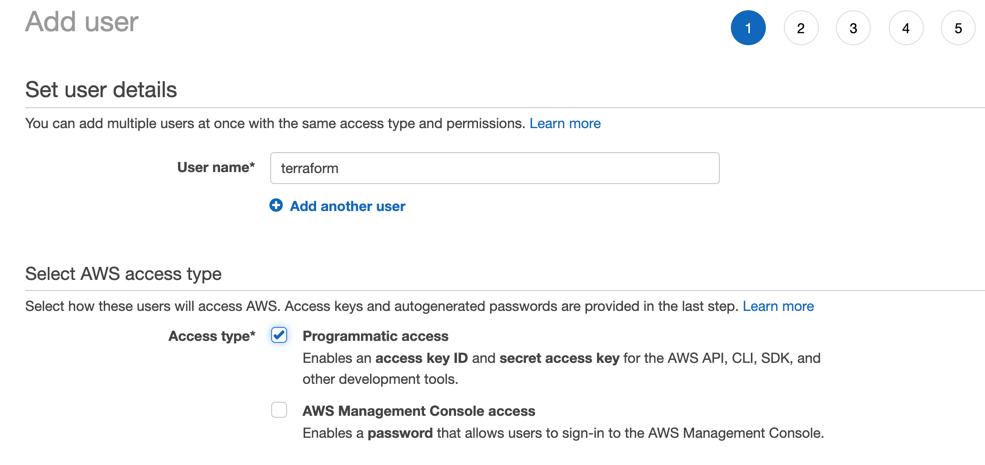 Add user
1 2 3 4 5
Set user details
You can add multiple users at once with the same access type and permissions. Learn more
User name* terraform
Add another user
Select AWS access type
Select how these users will access AWS. Access keys and autogenerated passwords are provided in the last step. Learn more
Access type* Programmatic access
Enables an access key ID and secret access key for the AWS API, CLI, SDK, and
other development tools.
AWS Management Console access
Enables a password that allows users to sign-in to the AWS Management Console.